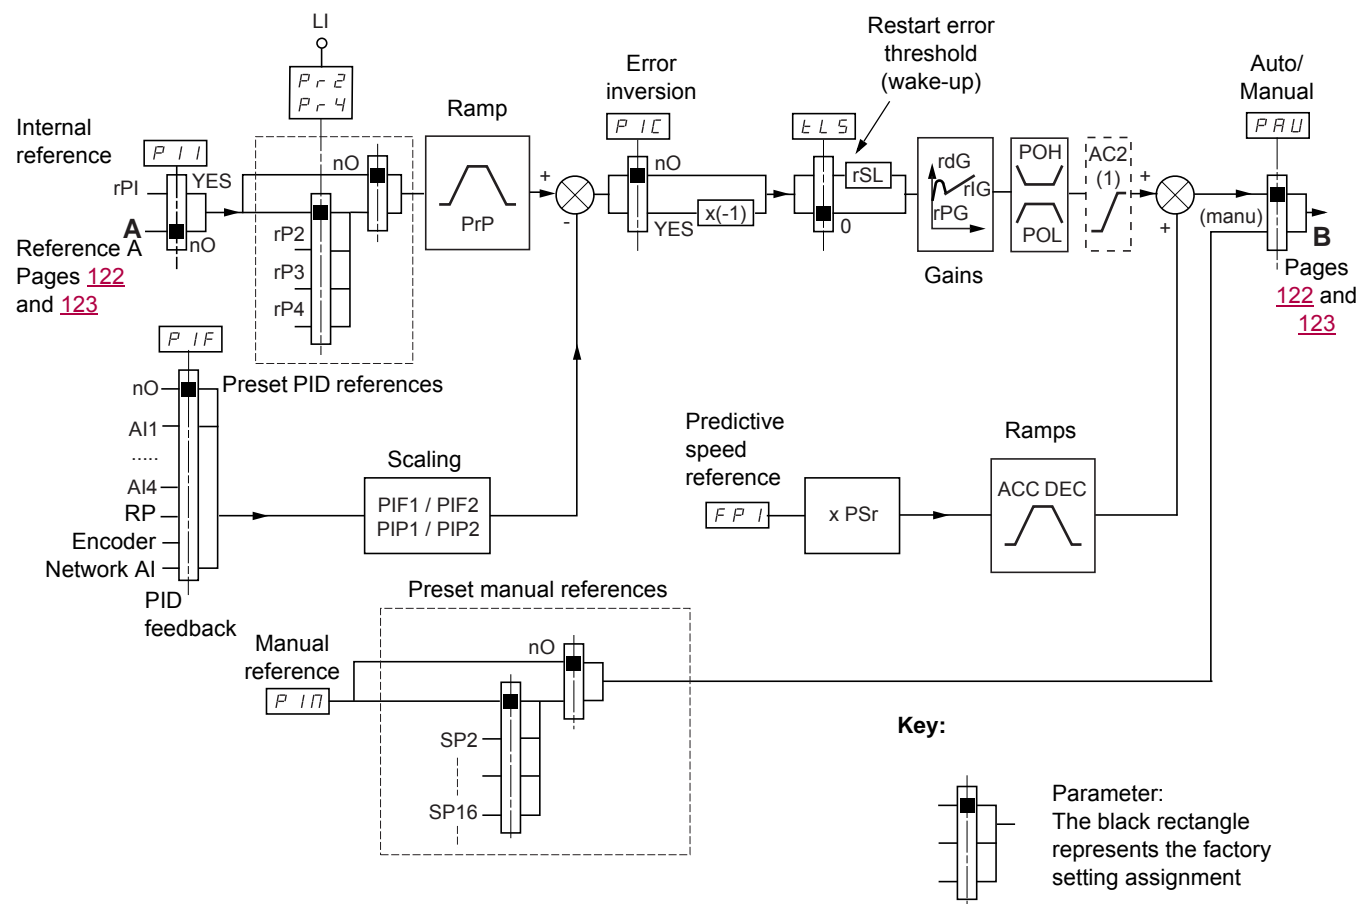 LI
Pr2
Pr4
Restart error
threshold
(wake-up)
Error
inversion
Auto/
Manual
Ramp
Internal
reference
PII
PIC
tLS
PAU
rPI
YES
nO
nO
rSL
rdG
rIG
rPG
POH
POL
AC2
(1)
+
+
PrP
+
-
x(-1)
YES
0
(manu)
A
nO
B
Reference A
Pages 122
and 123
rP2
rP3
rP4
Gains
Pages
122 and
123
PIF
Preset PID references
nO
AI1
.....
AI4
RP
Encoder
Network AI
PID
feedback
Scaling
PIF1 / PIF2
PIP1 / PIP2
Predictive
speed
reference
FPI
x PSr
Ramps
ACC DEC
Preset manual references
Manual
reference
PIM
nO
SP2
SP16
Key:
Parameter:
The black rectangle
represents the factory
setting assignment